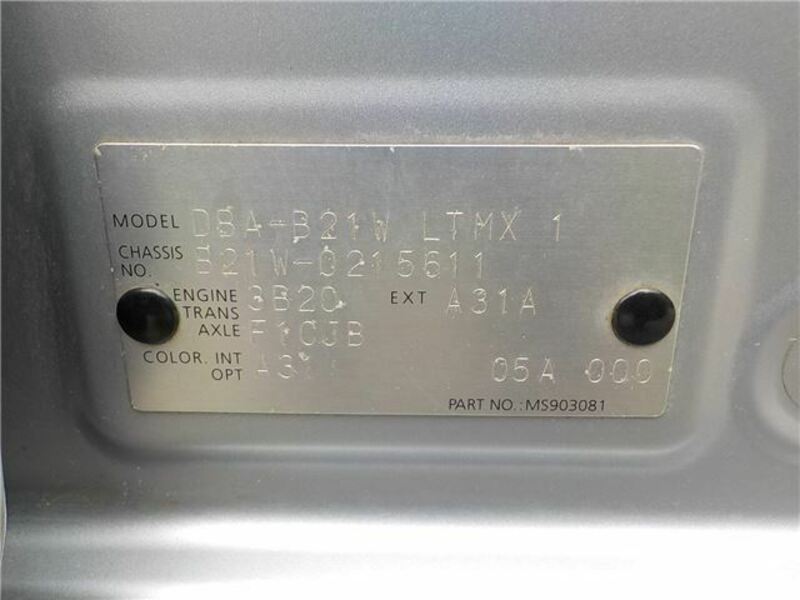 MODEL DBA-B21W LTMX 1
CHASSIS NO. B21W-0215611
ENGINE 3B20 EXT A31A
TRANS AXLE F1CJB
COLOR. INT OPT 05A 000
PART NO.: MS903081